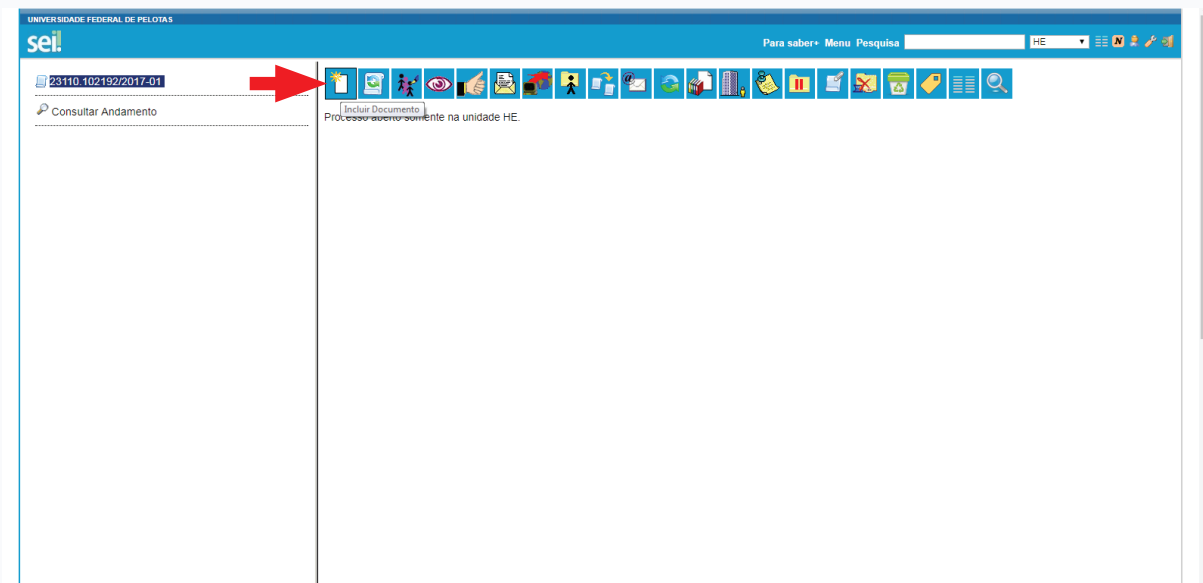 UNIVERSIDADE FEDERAL DE PELOTAS
sei!
Para saber+ Menu Pesquisa
HE
N
23110.102192/2017-01
Consultar Andamento
Incluir Documento
Processo aberto somente na unidade HE.